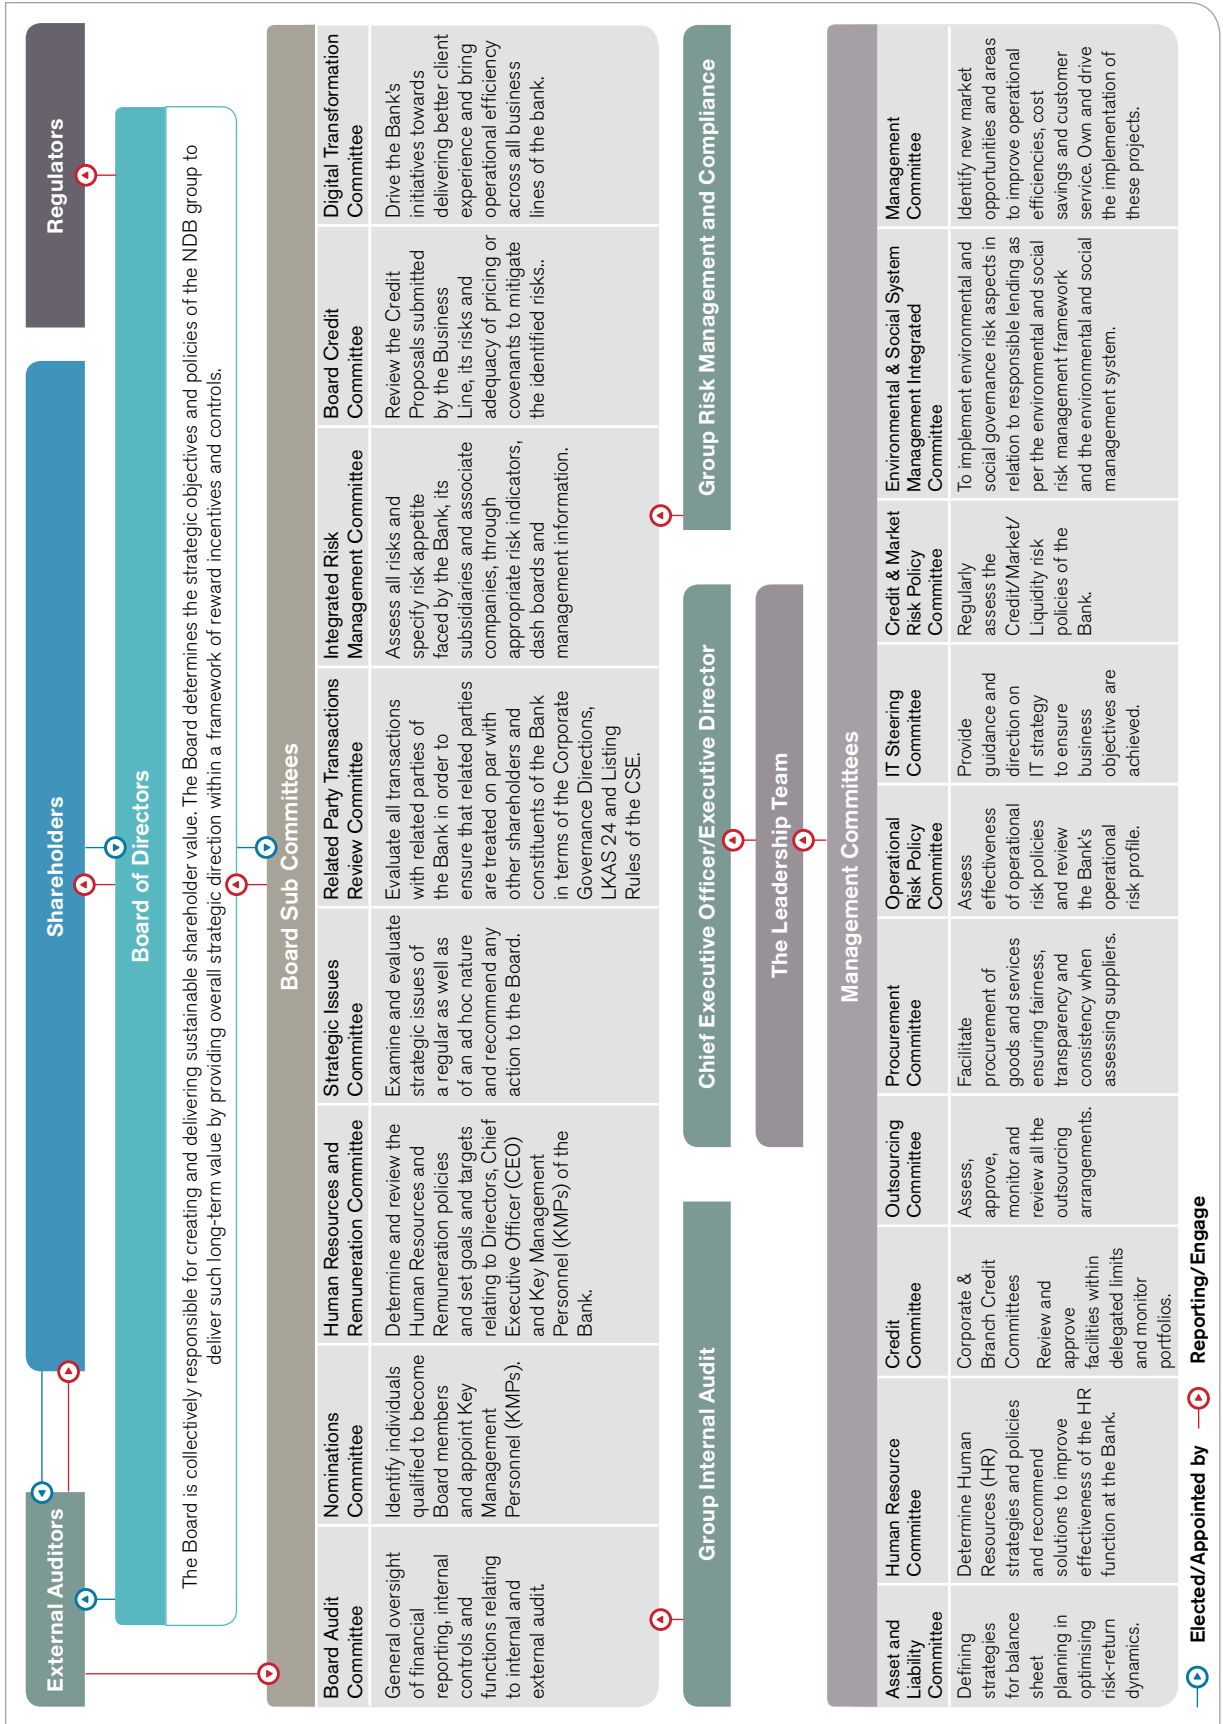 External Auditors
Shareholders
Regulators
Board of Directors
The Board is collectively responsible for creating and delivering sustainable shareholder value. The Board determines the strategic objectives and policies of the NDB group to
deliver such long-term value by providing overall strategic direction within a framework of reward incentives and controls.
Board Sub Committees
Board Audit
Committee
General oversight
of financial
reporting, internal
controls and
functions relating
to internal and
external audit.
Nominations
Committee
Identify individuals
qualified to become
Board members
and appoint Key
Management
Personnel (KMPs).
Human Resources and
Remuneration Committee
Determine and review the
Human Resources and
Remuneration policies
and set goals and targets
relating to Directors, Chief
Executive Officer (CEO)
and Key Management
Personnel (KMPs) of the
Bank.
Strategic Issues
Committee
Examine and evaluate
strategic issues of
a regular as well as
of an ad hoc nature
and recommend any
action to the Board.
Related Party Transactions
Review Committee
Evaluate all transactions
with related parties of
the Bank in order to
ensure that related parties
are treated on par with
other shareholders and
constituents of the Bank
in terms of the Corporate
Governance Directions,
LKAS 24 and Listing
Rules of the CSE.
Integrated Risk
Management Committee
Assess all risks and
specify risk appetite
faced by the Bank, its
subsidiaries and associate
companies, through
appropriate risk indicators,
dash boards and
management information.
Board Credit
Committee
Review the Credit
Proposals submitted
by the Business
Line, its risks and
adequacy of pricing or
covenants to mitigate
the identified risks..
Digital Transformation
Committee
Drive the Bank's
initiatives towards
delivering better client
experience and bring
operational efficiency
across all business
lines of the bank.
Group Internal Audit
Chief Executive Officer/Executive Director
Group Risk Management and Compliance
The Leadership Team
Management Committees
Asset and
Liability
Committee
Defining
strategies
for balance
sheet
planning in
optimising
risk-return
dynamics.
Human Resource
Committee
Determine Human
Resources (HR)
strategies and policies
and recommend
solutions to improve
effectiveness of the HR
function at the Bank.
Credit
Committee
Corporate &
Branch Credit
Committees
Review and
approve
facilities within
delegated limits
and monitor
portfolios.
Outsourcing
Committee
Assess,
approve,
monitor and
review all the
outsourcing
arrangements.
Procurement
Committee
Facilitate
procurement of
goods and services
ensuring fairness,
transparency and
consistency when
assessing suppliers.
Operational
Risk Policy
Committee
Assess
effectiveness
of operational
risk policies
and review
the Bank's
operational
risk profile.
IT Steering
Committee
Provide
guidance and
direction on
IT strategy
to ensure
business
objectives are
achieved.
Credit & Market
Risk Policy
Committee
Regularly
assess the
Credit/Market/
Liquidity risk
policies of the
Bank.
Environmental & Social System
Management Integrated
Committee
To implement environmental and
social governance risk aspects in
relation to responsible lending as
per the environmental and social
risk management framework
and the environmental and social
management system.
Management
Committee
Identify new market
opportunities and areas
to improve operational
efficiencies, cost
savings and customer
service. Own and drive
the implementation of
these projects.
Elected/Appointed by
Reporting/Engage